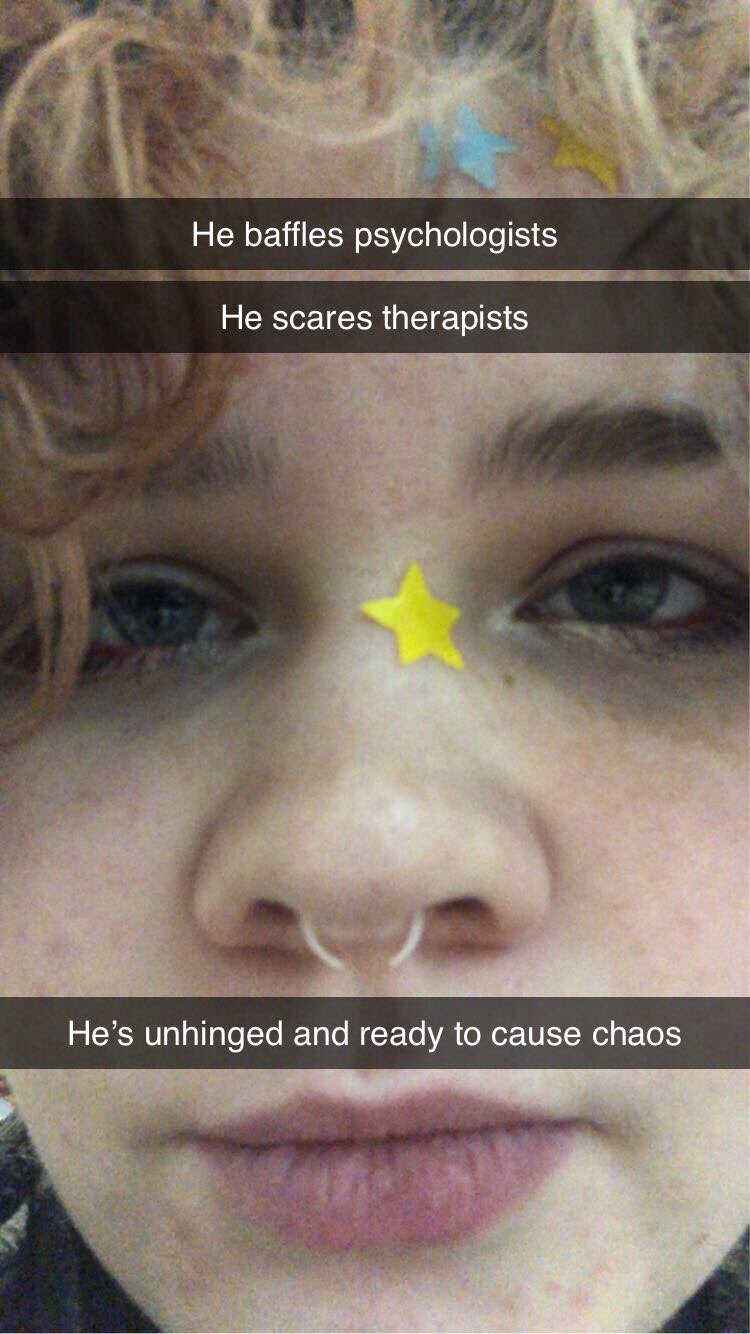 He baffles psychologists
He scares therapists
He’s unhinged and ready to cause chaos